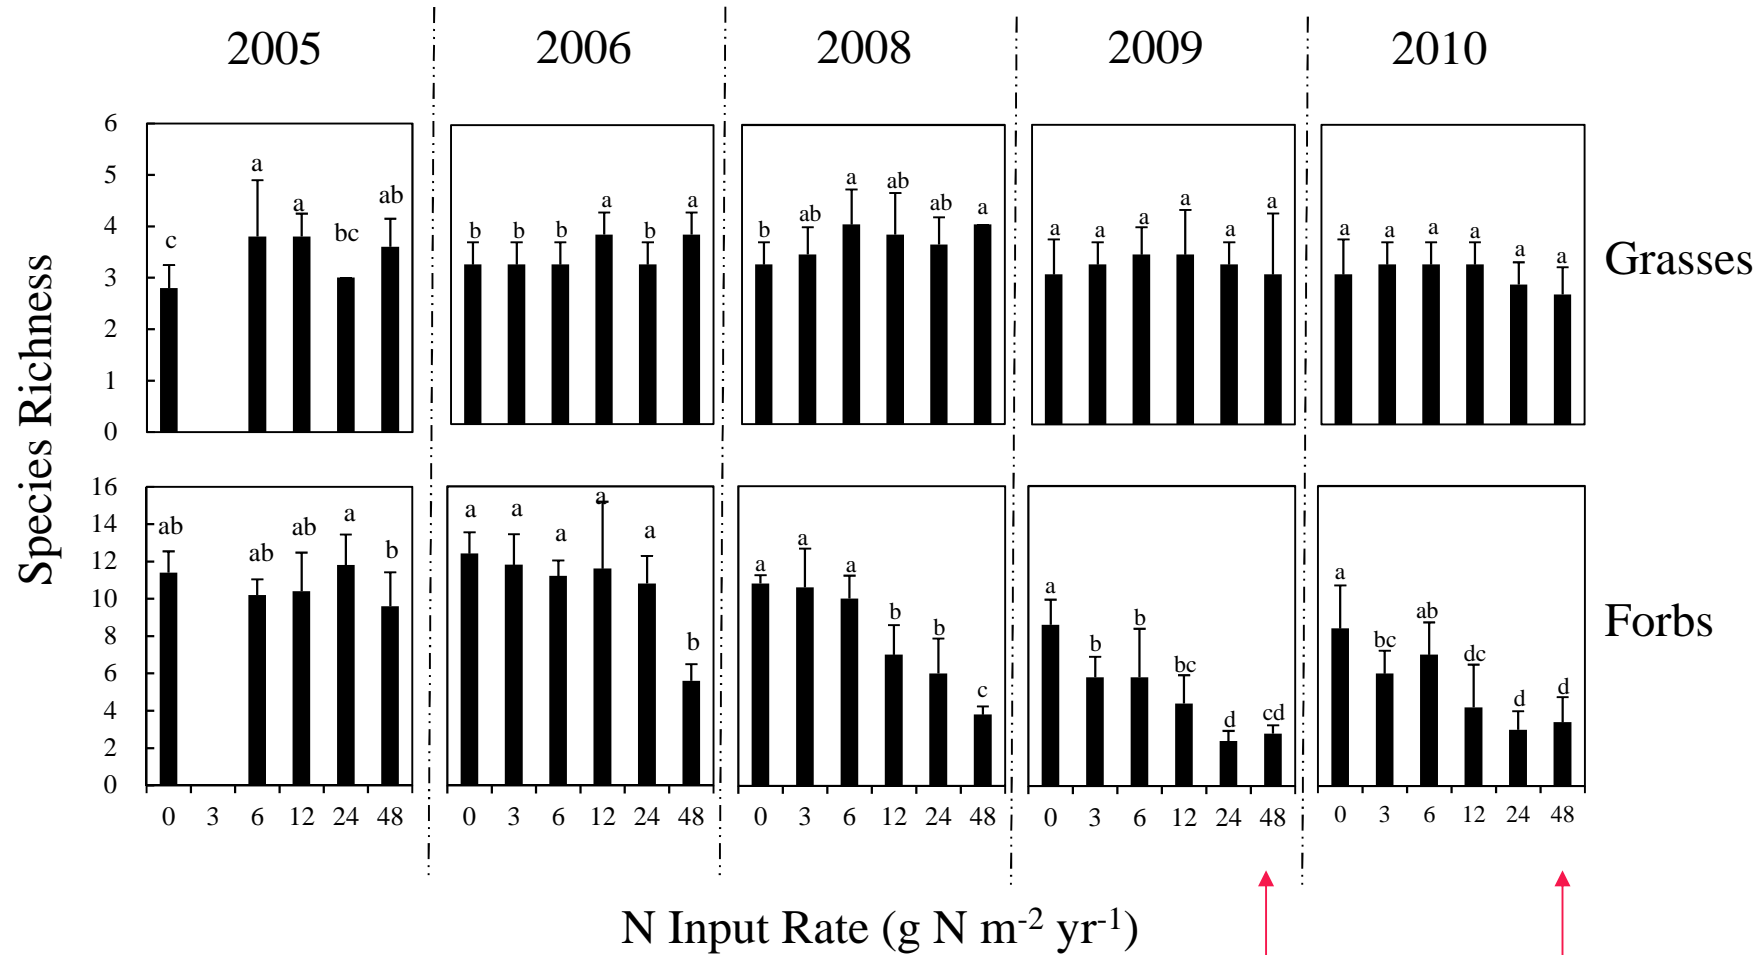 2005 2006 2008 2009 2010
6
5
4
3
2
1
0
c a a bc ab
b b b a b a
b ab a ab ab a
a a a a a a
a a a a a a
Grasses
Species Richness
16
14
12
10
8
6
4
2
0
ab ab ab a b
a a a a a b
a a a b b c
a b b bc d cd
a bc ab dc d d
Forbs
0 3 6 12 24 48 0 3 6 12 24 48 0 3 6 12 24 48 0 3 6 12 24 48 0 3 6 12 24 48
N Input Rate (g N m⁻² yr⁻¹)